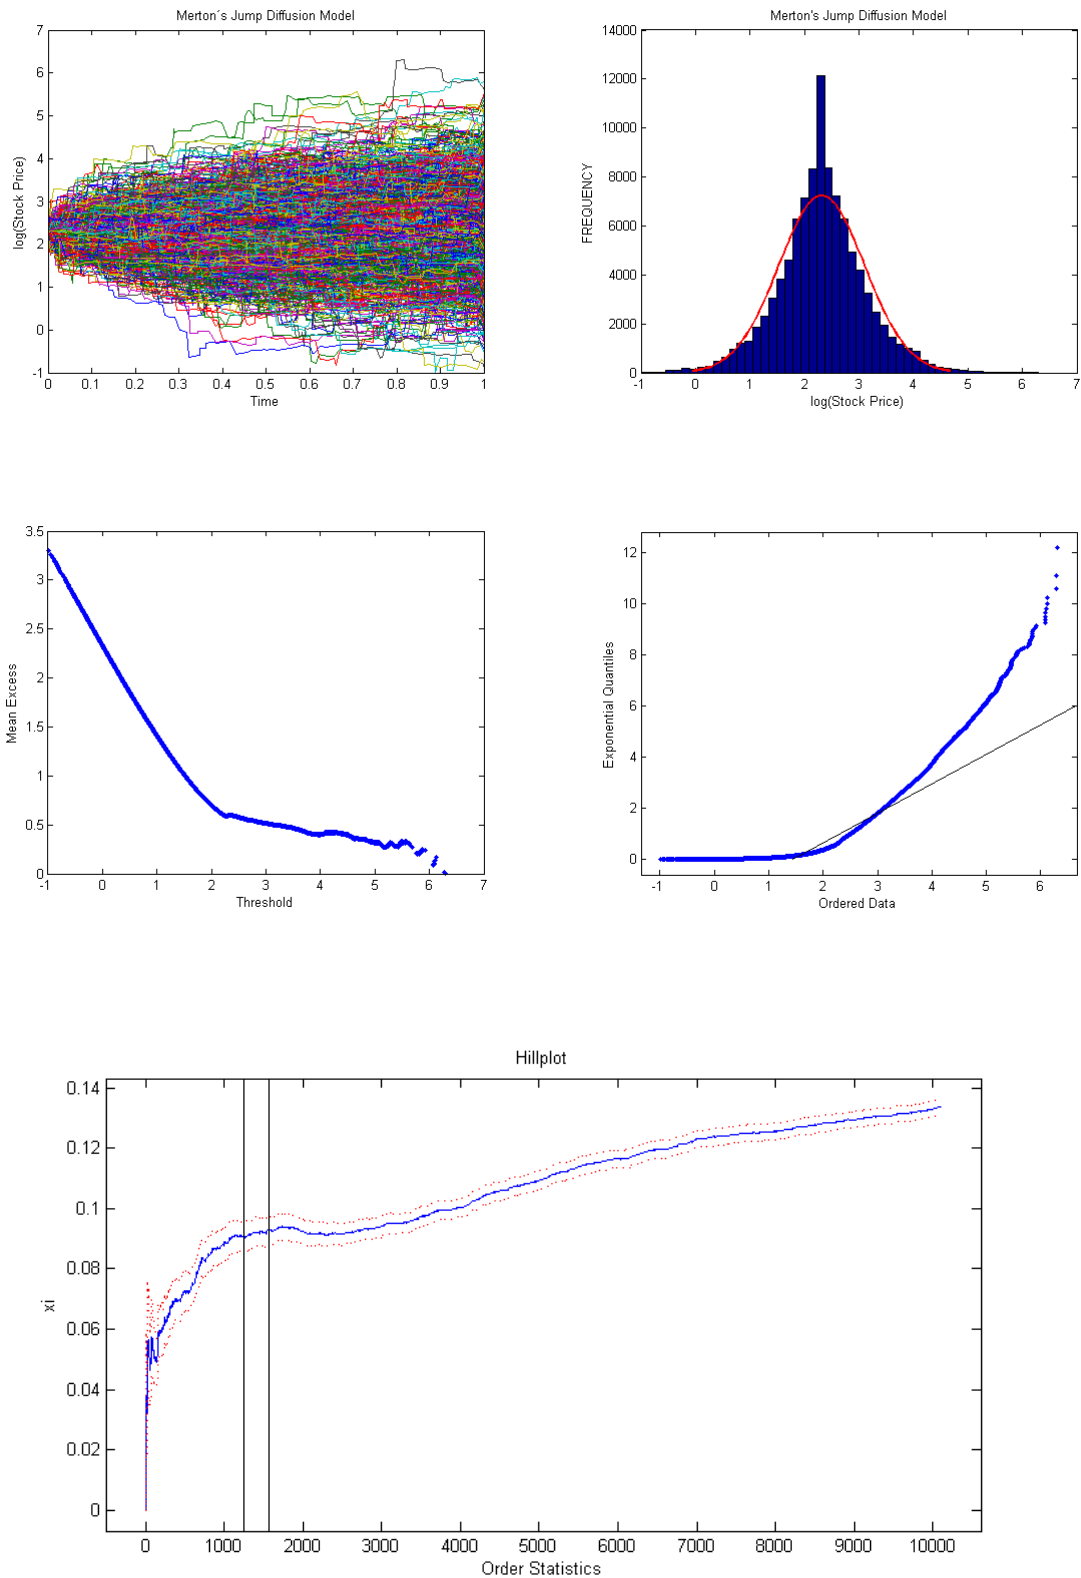 Merton´s Jump Diffusion Model
7
6
5
4
3
2
1
0
-1
log(Stock Price)
0 0.1 0.2 0.3 0.4 0.5 0.6 0.7 0.8 0.9 1
Time
Merton's Jump Diffusion Model
14000
12000
10000
8000
6000
4000
2000
0
FREQUENCY
-1 0 1 2 3 4 5 6 7
log(Stock Price)
3.5
3
2.5
2
1.5
1
0.5
0
Mean Excess
-1 0 1 2 3 4 5 6 7
Threshold
12
10
8
6
4
2
0
Exponential Quantiles
-1 0 1 2 3 4 5 6
Ordered Data
Hillplot
0.14
0.12
0.1
0.08
0.06
0.04
0.02
0
xi
0 1000 2000 3000 4000 5000 6000 7000 8000 9000 10000
Order Statistics